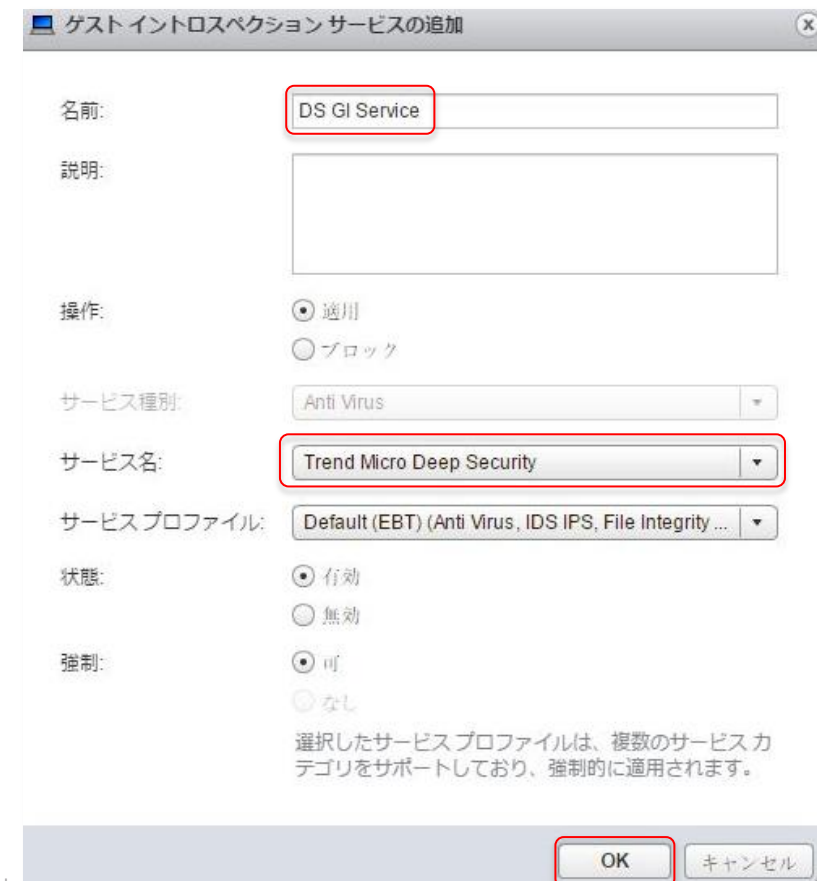 ゲスト イントロスペクション サービスの追加
名前:
DS GI Service
説明:
操作:
適用
ブロック
サービス種別:
Anti Virus
サービス名:
Trend Micro Deep Security
サービス プロファイル:
Default (EBT) (Anti Virus, IDS IPS, File Integrity ...
状態:
有効
無効
強制:
可
なし
選択したサービス プロファイルは、複数のサービス カ
テゴリをサポートしており、強制的に適用されます。
OK
キャンセル